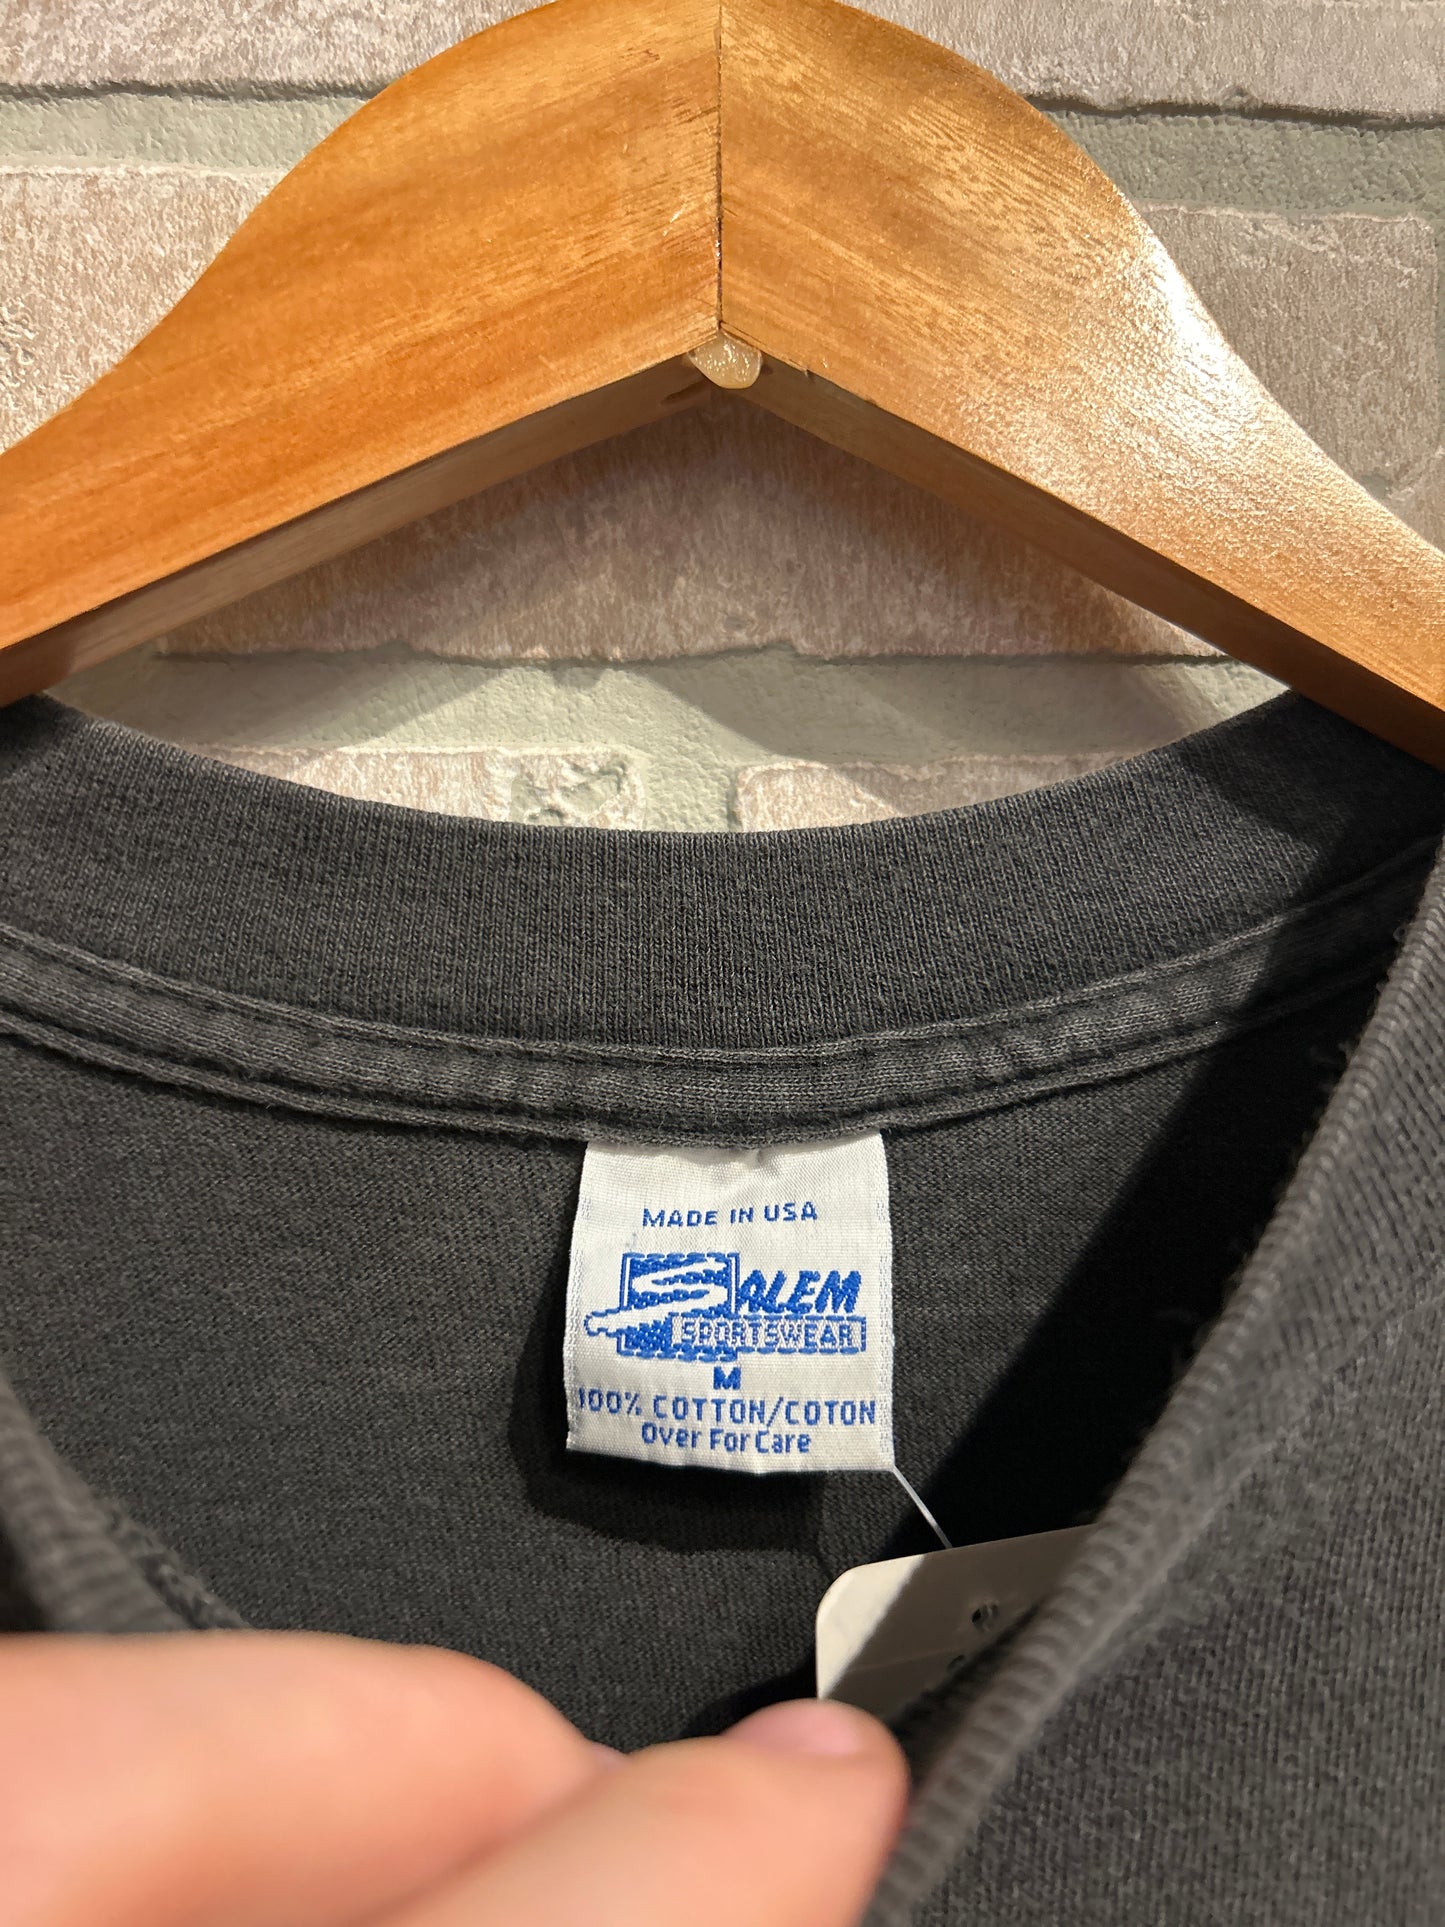 MADE IN USA
SALEM
SPORTSWEAR
M
100% COTTON/COTON
Over For Care